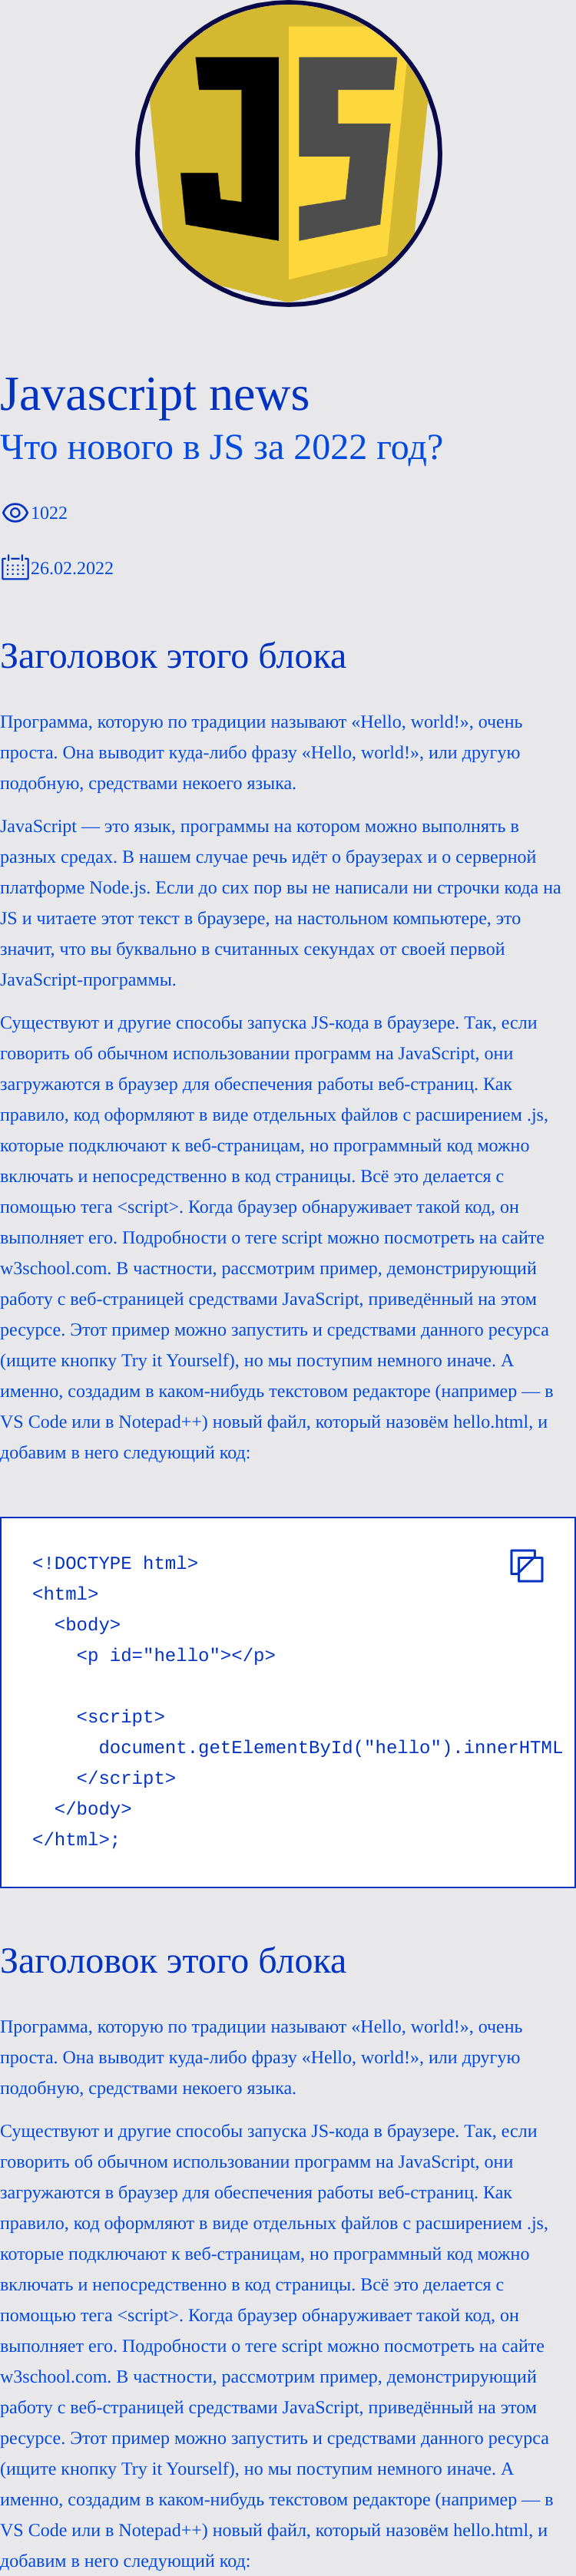 JS
Javascript news
Что нового в JS за 2022 год?
1022
26.02.2022
Заголовок этого блока
Программа, которую по традиции называют «Hello, world!», очень
проста. Она выводит куда-либо фразу «Hello, world!», или другую
подобную, средствами некоего языка.
JavaScript — это язык, программы на котором можно выполнять в
разных средах. В нашем случае речь идёт о браузерах и о серверной
платформе Node.js. Если до сих пор вы не написали ни строчки кода на
JS и читаете этот текст в браузере, на настольном компьютере, это
значит, что вы буквально в считанных секундах от своей первой
JavaScript-программы.
Существуют и другие способы запуска JS-кода в браузере. Так, если
говорить об обычном использовании программ на JavaScript, они
загружаются в браузер для обеспечения работы веб-страниц. Как
правило, код оформляют в виде отдельных файлов с расширением .js,
которые подключают к веб-страницам, но программный код можно
включать и непосредственно в код страницы. Всё это делается с
помощью тега <script>. Когда браузер обнаруживает такой код, он
выполняет его. Подробности о теге script можно посмотреть на сайте
w3school.com. В частности, рассмотрим пример, демонстрирующий
работу с веб-страницей средствами JavaScript, приведённый на этом
ресурсе. Этот пример можно запустить и средствами данного ресурса
(ищите кнопку Try it Yourself), но мы поступим немного иначе. А
именно, создадим в каком-нибудь текстовом редакторе (например — в
VS Code или в Notepad++) новый файл, который назовём hello.html, и
добавим в него следующий код:
<!DOCTYPE html>
<html>
  <body>
    <p id="hello"></p>
    <script>
      document.getElementById("hello").innerHTML
    </script>
  </body>
</html>;
Заголовок этого блока
Программа, которую по традиции называют «Hello, world!», очень
проста. Она выводит куда-либо фразу «Hello, world!», или другую
подобную, средствами некоего языка.
Существуют и другие способы запуска JS-кода в браузере. Так, если
говорить об обычном использовании программ на JavaScript, они
загружаются в браузер для обеспечения работы веб-страниц. Как
правило, код оформляют в виде отдельных файлов с расширением .js,
которые подключают к веб-страницам, но программный код можно
включать и непосредственно в код страницы. Всё это делается с
помощью тега <script>. Когда браузер обнаруживает такой код, он
выполняет его. Подробности о теге script можно посмотреть на сайте
w3school.com. В частности, рассмотрим пример, демонстрирующий
работу с веб-страницей средствами JavaScript, приведённый на этом
ресурсе. Этот пример можно запустить и средствами данного ресурса
(ищите кнопку Try it Yourself), но мы поступим немного иначе. А
именно, создадим в каком-нибудь текстовом редакторе (например — в
VS Code или в Notepad++) новый файл, который назовём hello.html, и
добавим в него следующий код: